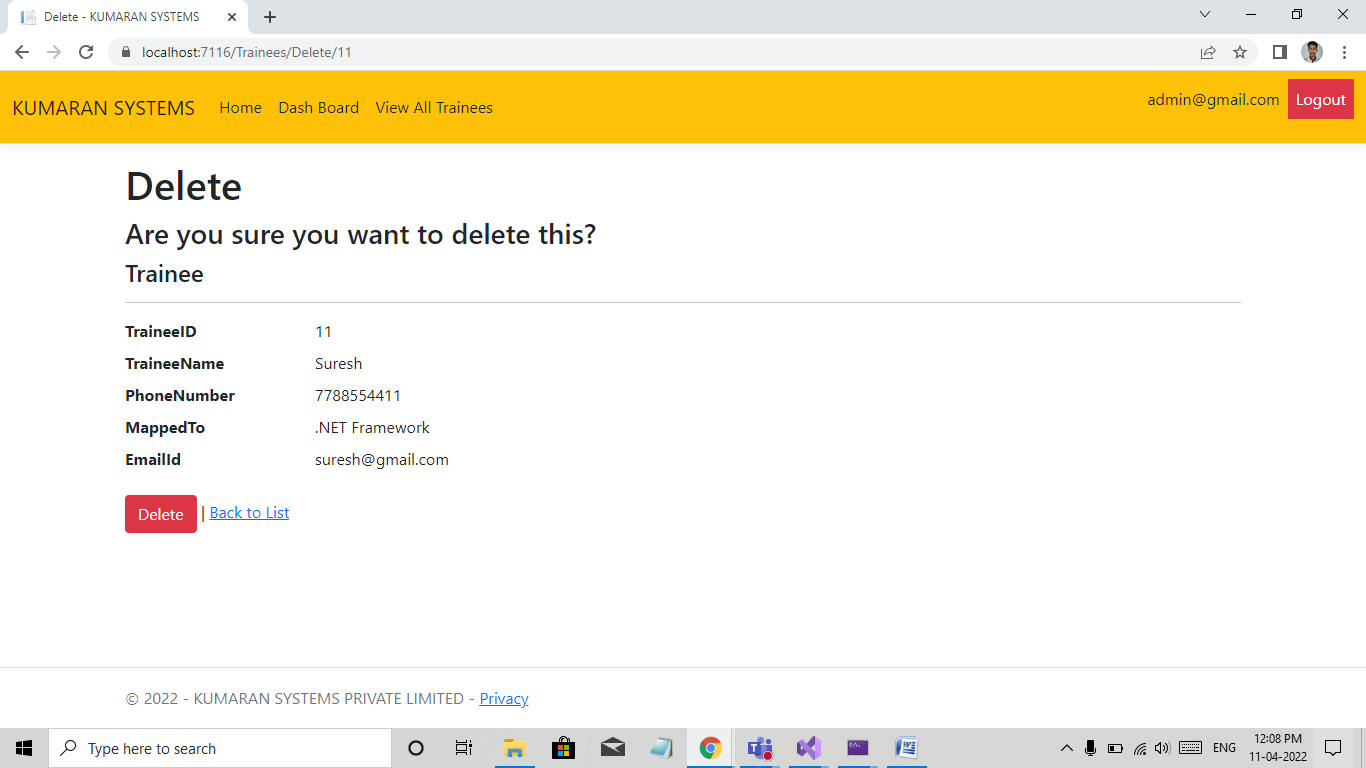 Delete - KUMARAN SYSTEMS
localhost:7116/Trainees/Delete/11
KUMARAN SYSTEMS Home Dash Board View All Trainees admin@gmail.com Logout
Delete
Are you sure you want to delete this?
Trainee
TraineeID 11
TraineeName Suresh
PhoneNumber 7788554411
MappedTo .NET Framework
EmailId suresh@gmail.com
Delete | Back to List
© 2022 - KUMARAN SYSTEMS PRIVATE LIMITED - Privacy
Type here to search ENG 12:08 PM
11-04-2022